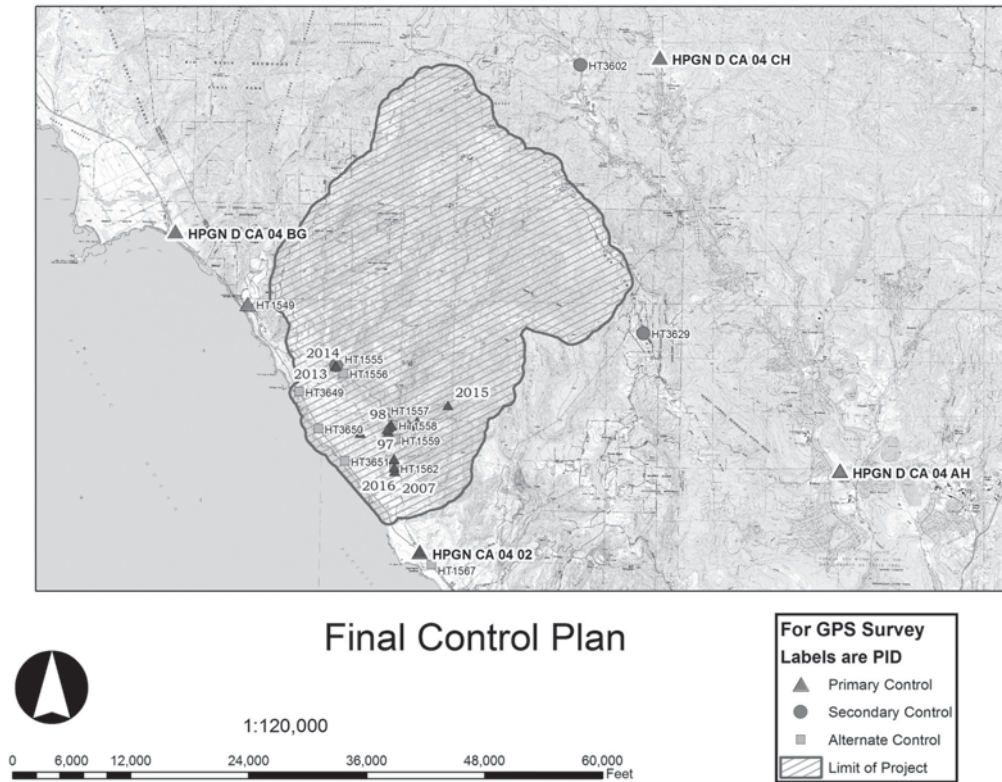 HT3602
HPGN D CA 04 CH
HPGN D CA 04 BG
HT1549
HT3629
2014
HT1555
2013
HT1556
HT3649
2015
98
HT1557
HT3650
HT1558
97
HT1559
HT3651
HT1562
2016
2007
HPGN D CA 04 AH
HPGN CA 04 02
HT1567
Final Control Plan
1:120,000
0 6,000 12,000 24,000 36,000 48,000 60,000
Feet
For GPS Survey
Labels are PID
Primary Control
Secondary Control
Alternate Control
Limit of Project